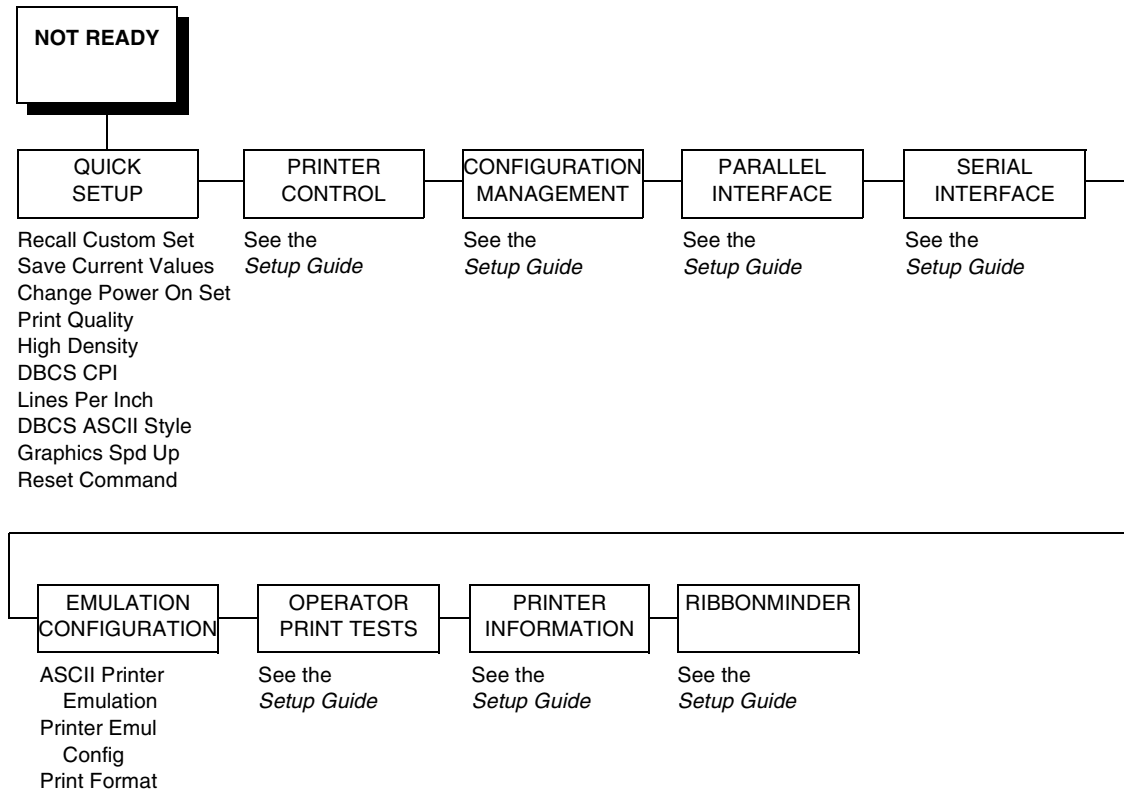 NOT READY
QUICK
SETUP
PRINTER
CONTROL
CONFIGURATION
MANAGEMENT
PARALLEL
INTERFACE
SERIAL
INTERFACE
Recall Custom Set
Save Current Values
Change Power On Set
Print Quality
High Density
DBCS CPI
Lines Per Inch
DBCS ASCII Style
Graphics Spd Up
Reset Command
See the
Setup Guide
See the
Setup Guide
See the
Setup Guide
See the
Setup Guide
EMULATION
CONFIGURATION
OPERATOR
PRINT TESTS
PRINTER
INFORMATION
RIBBONMINDER
ASCII Printer
Emulation
Printer Emul
Config
Print Format
See the
Setup Guide
See the
Setup Guide
See the
Setup Guide